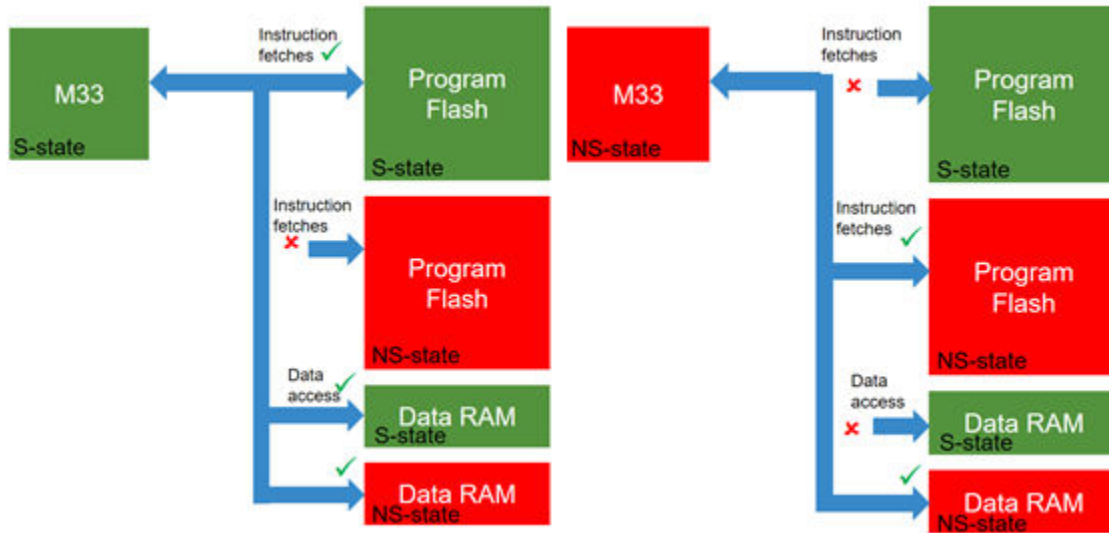 Instruction
fetches
M33
S-state
Program
Flash
S-state
Instruction
fetches
Program
Flash
NS-state
Data
access
Data RAM
S-state
Data RAM
NS-state
M33
NS-state
Instruction
fetches
Program
Flash
S-state
Instruction
fetches
Program
Flash
NS-state
Data
access
Data RAM
S-state
Data RAM
NS-state